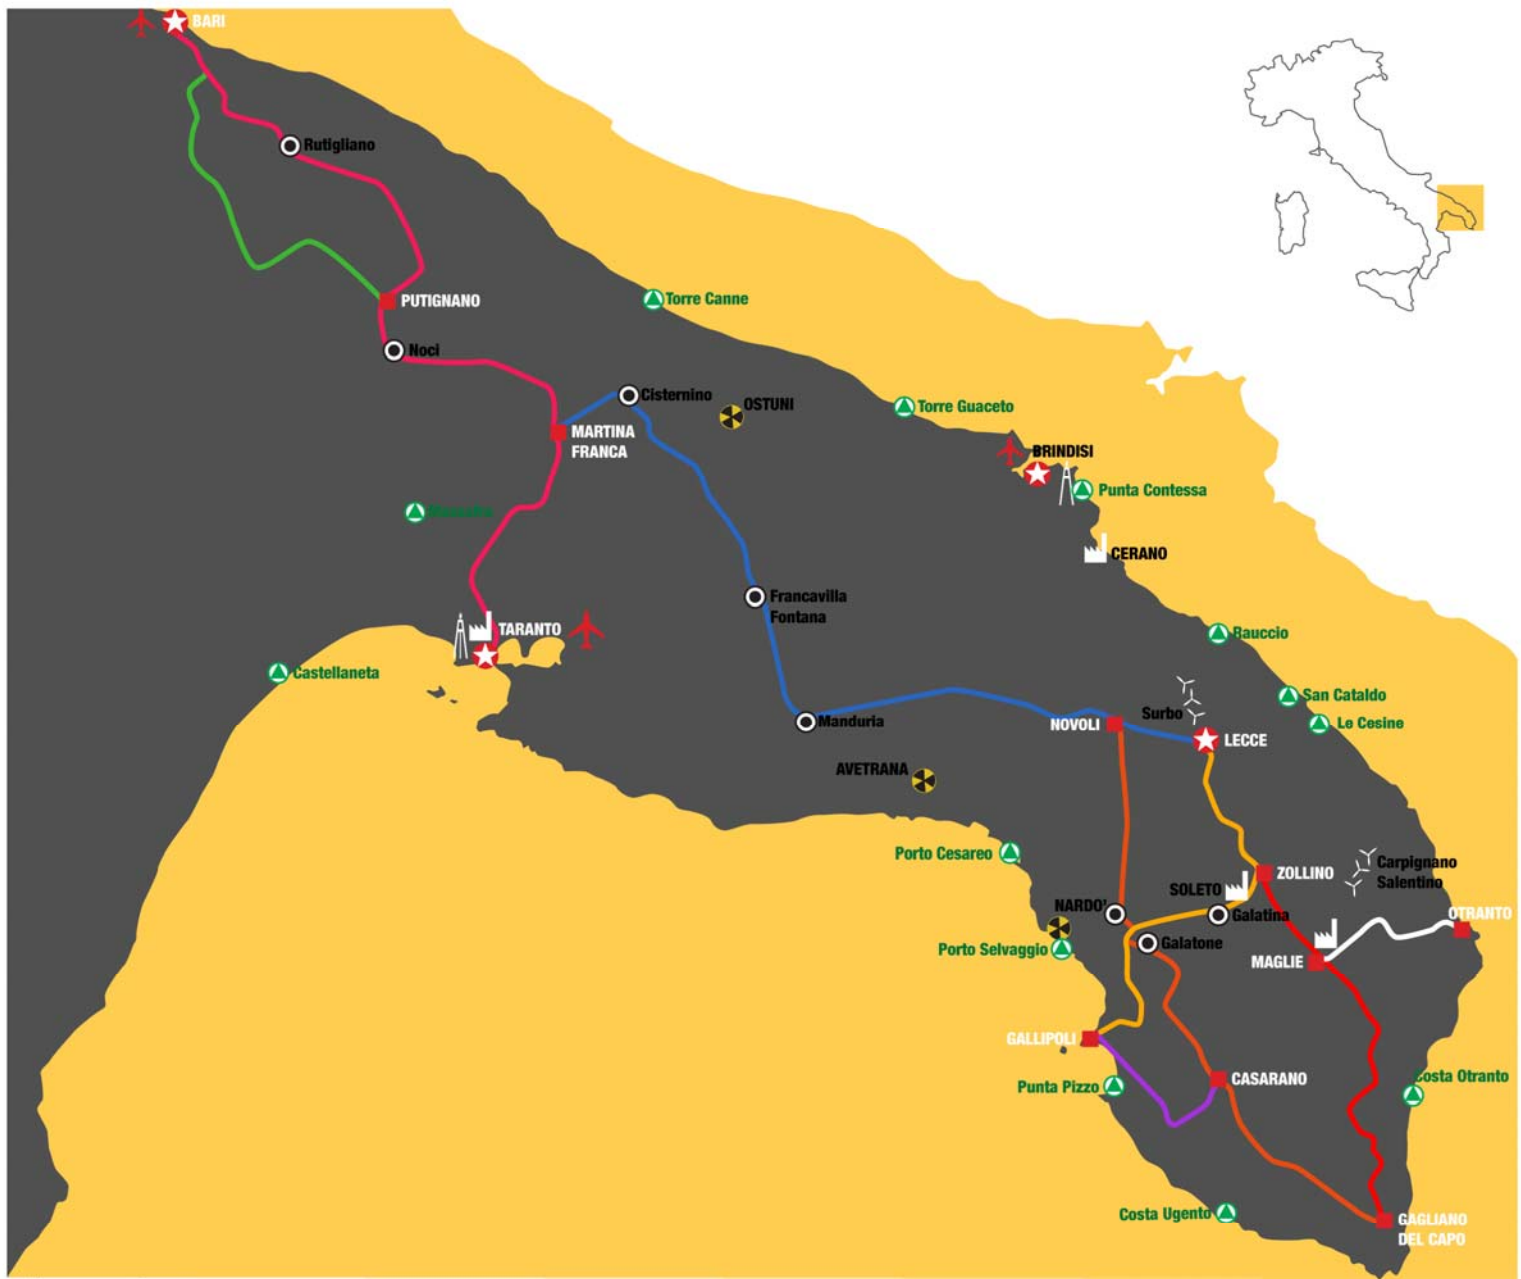 BARI
Rutigliano
PUTIGNANO
Torre Canne
Noci
Cisternino
OSTUNI
Torre Guaceto
MARTINA
FRANCA
BRINDISI
Punta Contessa
CERANO
Francavilla
Fontana
TARANTO
Rauccio
Castellaneta
San Cataldo
Surbo
Le Cesine
Manduria
NOVOLI
LECCE
AVETRANA
Porto Cesareo
Carpignano
Salentino
ZOLLINO
SOLETO
NARDO'
Galatina
OTRANTO
Porto Selvaggio
Galatone
MAGLIE
GALLIPOLI
Punta Pizzo
CASARANO
Costa Otranto
Costa Ugento
GAGLIANO
DEL CAPO